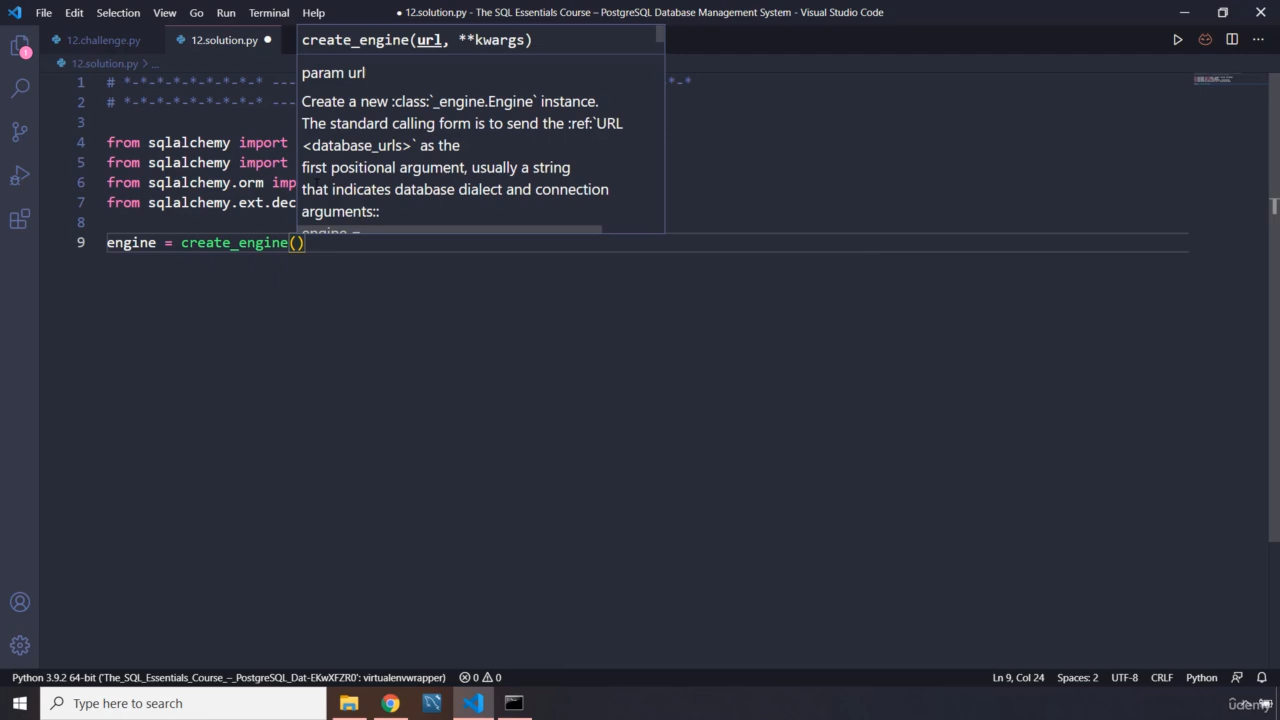 File Edit Selection View Go Run Terminal Help ● 12.solution.py - The SQL Essentials Course – PostgreSQL Database Management System - Visual Studio Code
12.challenge.py 12.solution.py ●
12.solution.py > ...
create_engine(url, **kwargs)
param url
Create a new :class:`_engine.Engine` instance.
The standard calling form is to send the :ref:`URL
<database_urls>` as the
first positional argument, usually a string
that indicates database dialect and connection
arguments::
engine =
1 # *-*-*-*-*-*-* --- *-*
2 # *-*-*-*-*-*-* ---
3
4 from sqlalchemy import
5 from sqlalchemy import
6 from sqlalchemy.orm imp
7 from sqlalchemy.ext.dec
8
9 engine = create_engine()
1
Python 3.9.2 64-bit ('The_SQL_Essentials_Course_–_PostgreSQL_Dat-EKwXFZR0': virtualenvwrapper) 0 0 Ln 9, Col 24 Spaces: 2 UTF-8 CRLF Python
Type here to search
udemy